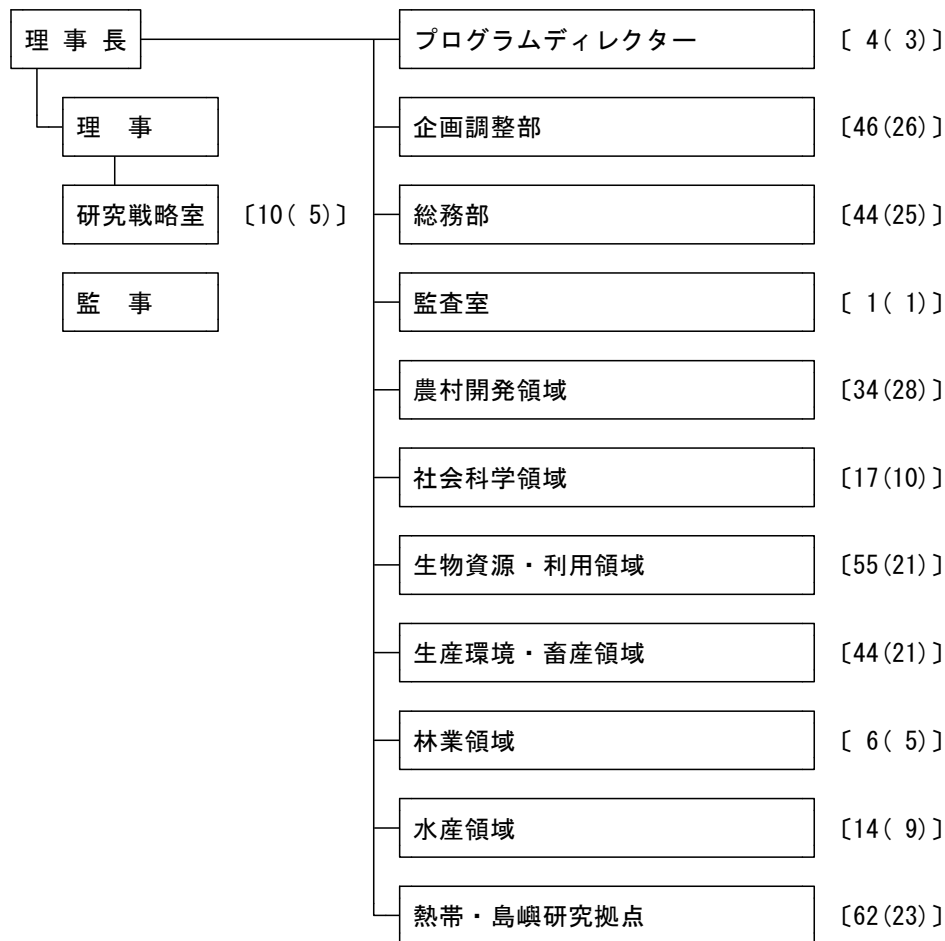 理 事 長
プログラムディレクター 〔 4( 3)〕
理 事
企画調整部 〔46(26)〕
研究戦略室 〔10( 5)〕
総務部 〔44(25)〕
監 事
監査室 〔 1( 1)〕
農村開発領域 〔34(28)〕
社会科学領域 〔17(10)〕
生物資源・利用領域 〔55(21)〕
生産環境・畜産領域 〔44(21)〕
林業領域 〔 6( 5)〕
水産領域 〔14( 9)〕
熱帯・島嶼研究拠点 〔62(23)〕